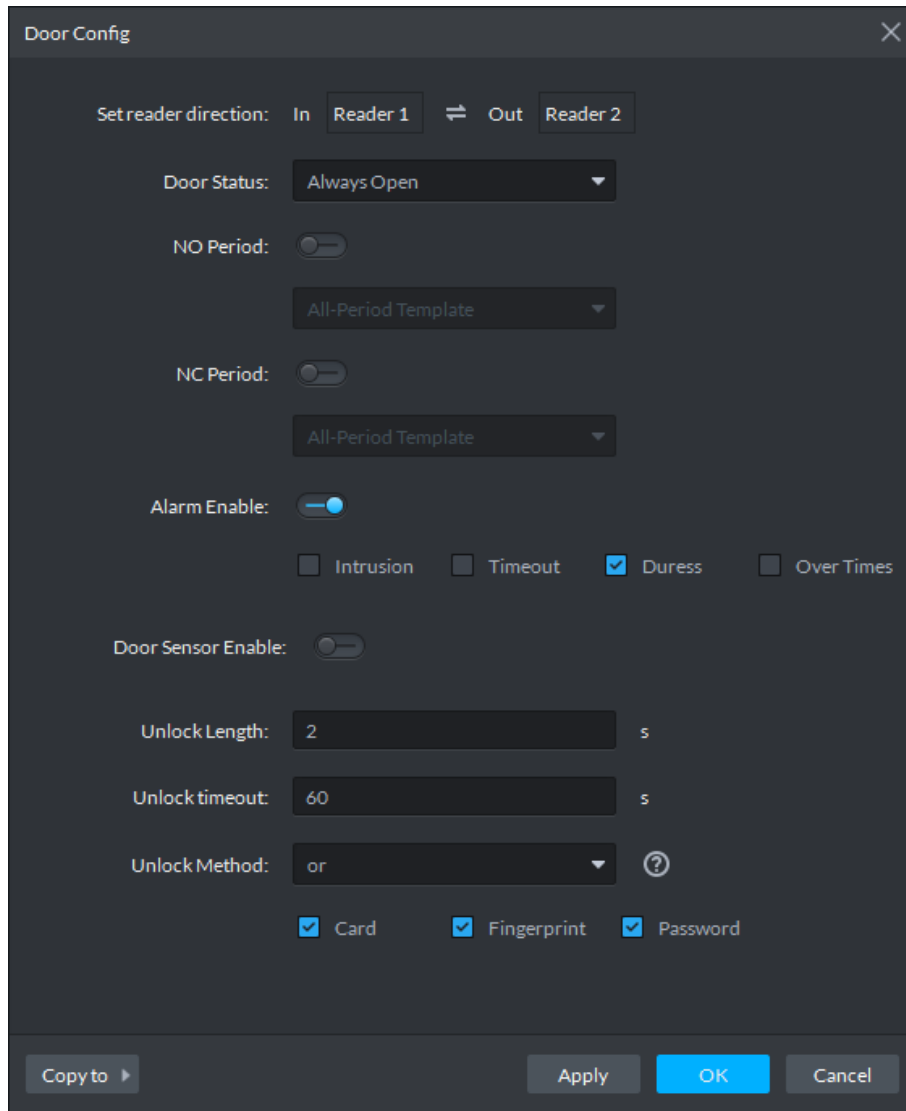 Door Config
Set reader direction: In Reader 1 ⇌ Out Reader 2
Door Status: Always Open
NO Period:
All-Period Template
NC Period:
All-Period Template
Alarm Enable:
Intrusion Timeout Duress Over Times
Door Sensor Enable:
Unlock Length: 2 s
Unlock timeout: 60 s
Unlock Method: or ?
Card Fingerprint Password
Copy to Apply OK Cancel